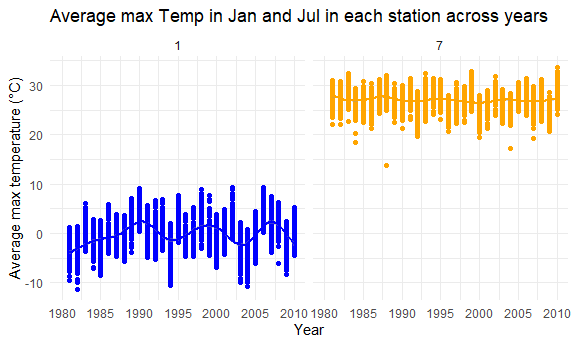 Average max Temp in Jan and Jul in each station across years
1 7
Average max temperature (°C)
30
20
10
0
-10
1980 1985 1990 1995 2000 2005 2010 1980 1985 1990 1995 2000 2005 2010
Year